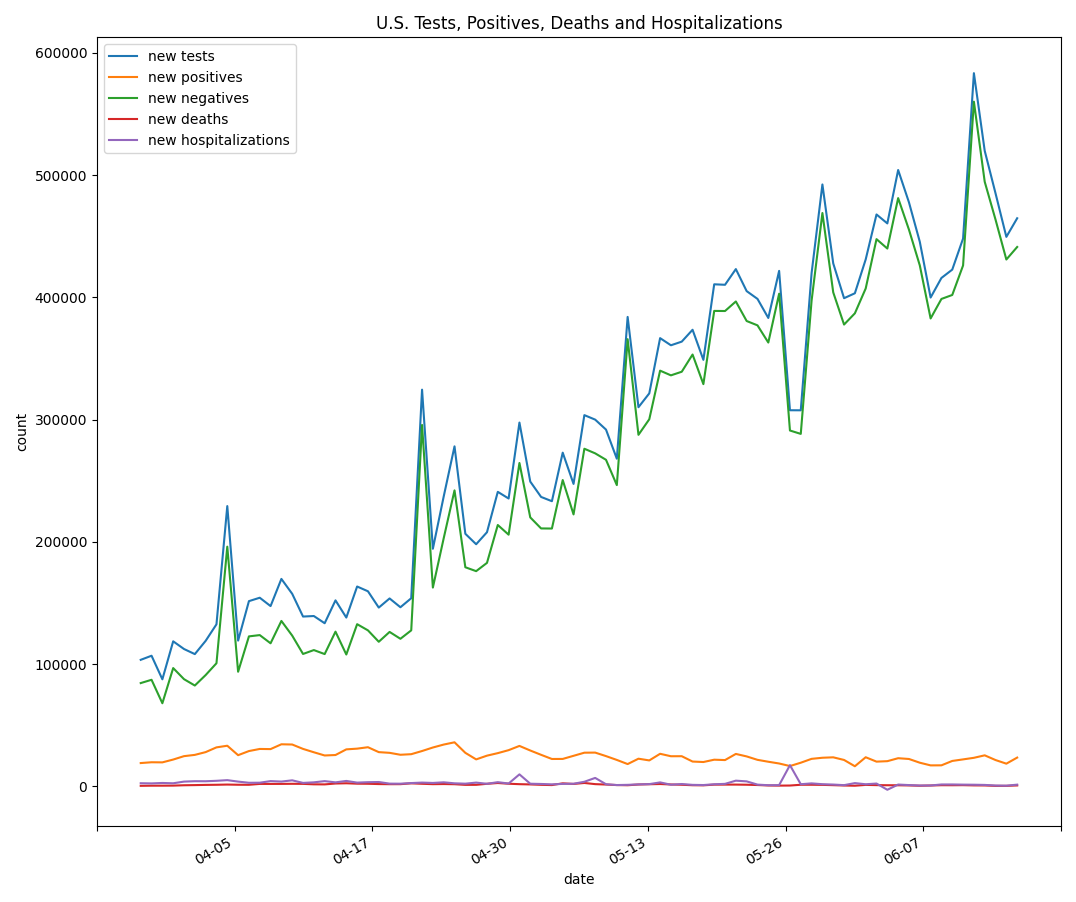 U.S. Tests, Positives, Deaths and Hospitalizations
new tests
new positives
new negatives
new deaths
new hospitalizations
600000
500000
400000
300000
200000
100000
0
count
04-05
04-17
04-30
05-13
05-26
06-07
date